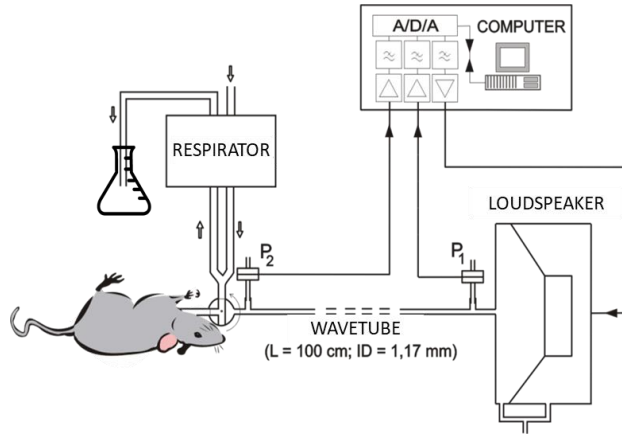 A/D/A
COMPUTER
RESPIRATOR
LOUDSPEAKER
P2
P1
WAVETUBE
(L = 100 cm; ID = 1,17 mm)